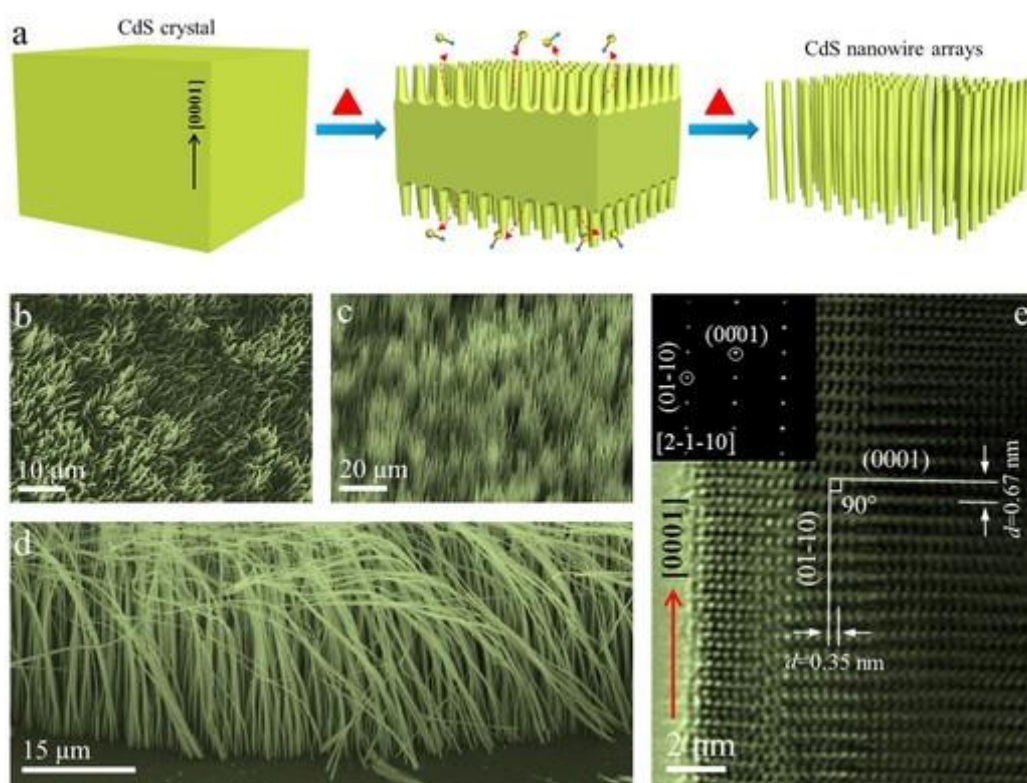 a
CdS crystal
[0001]
CdS nanowire arrays
b
10 μm
c
20 μm
d
15 μm
e
(0001)
(01-10)
[2-1-10]
(0001)
90°
d=0.67 nm
(01-10)
d=0.35 nm
[0001]
2 μm